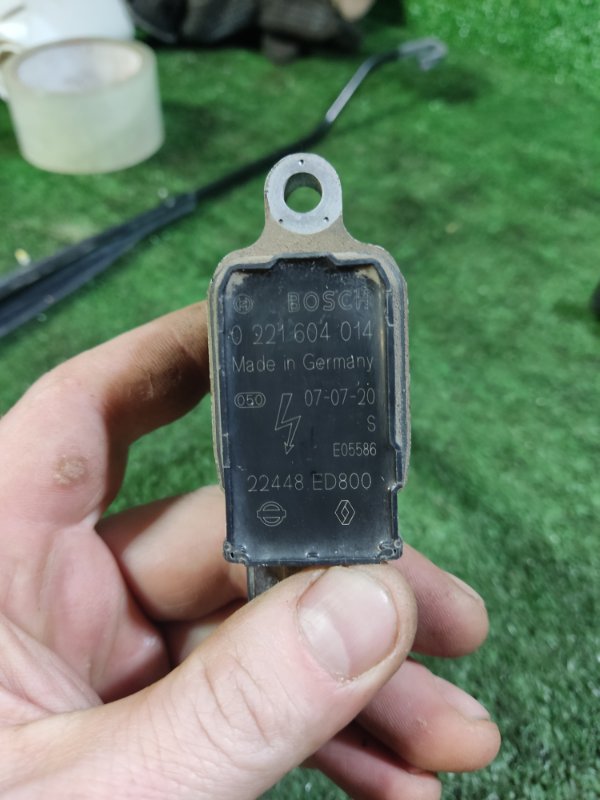 BOSCH
0 221 604 014
Made in Germany
050 07-07-20
S
E05586
22448 ED800